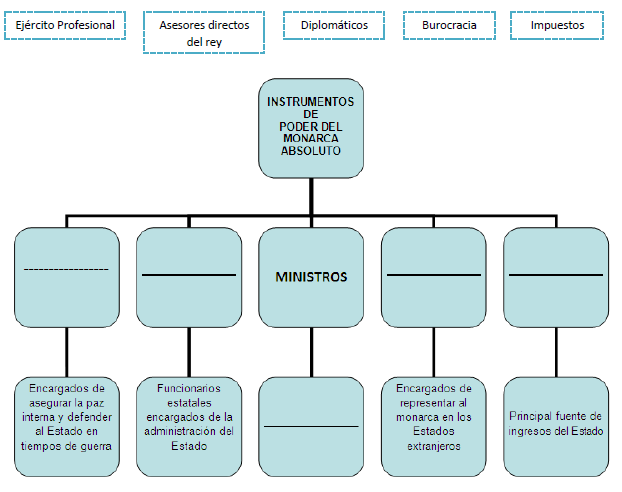 Ejército Profesional
Asesores directos
del rey
Diplomáticos
Burocracia
Impuestos
INSTRUMENTOS
DE
PODER DEL
MONARCA
ABSOLUTO
-----------------
MINISTROS
Encargados de
asegurar la paz
interna y defender
al Estado en
tiempos de guerra
Funcionarios
estatales
encargados de la
administración del
Estado
Encargados de
representar al
monarca en los
Estados
extranjeros
Principal fuente de
ingresos del Estado